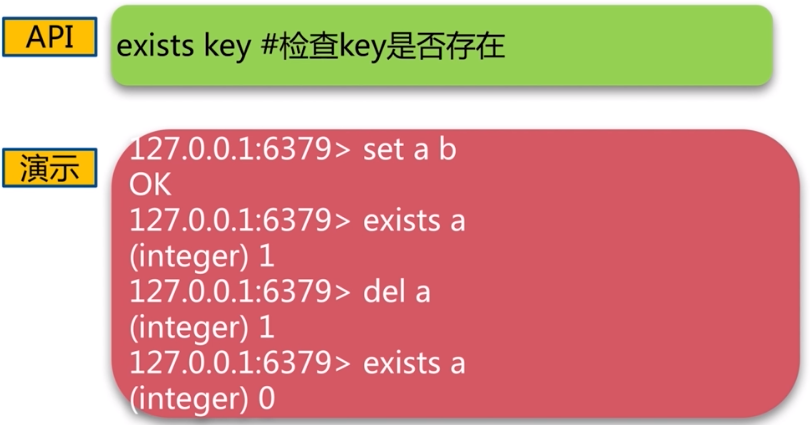 API
exists key #检查key是否存在
演示
127.0.0.1:6379> set a b
OK
127.0.0.1:6379> exists a
(integer) 1
127.0.0.1:6379> del a
(integer) 1
127.0.0.1:6379> exists a
(integer) 0